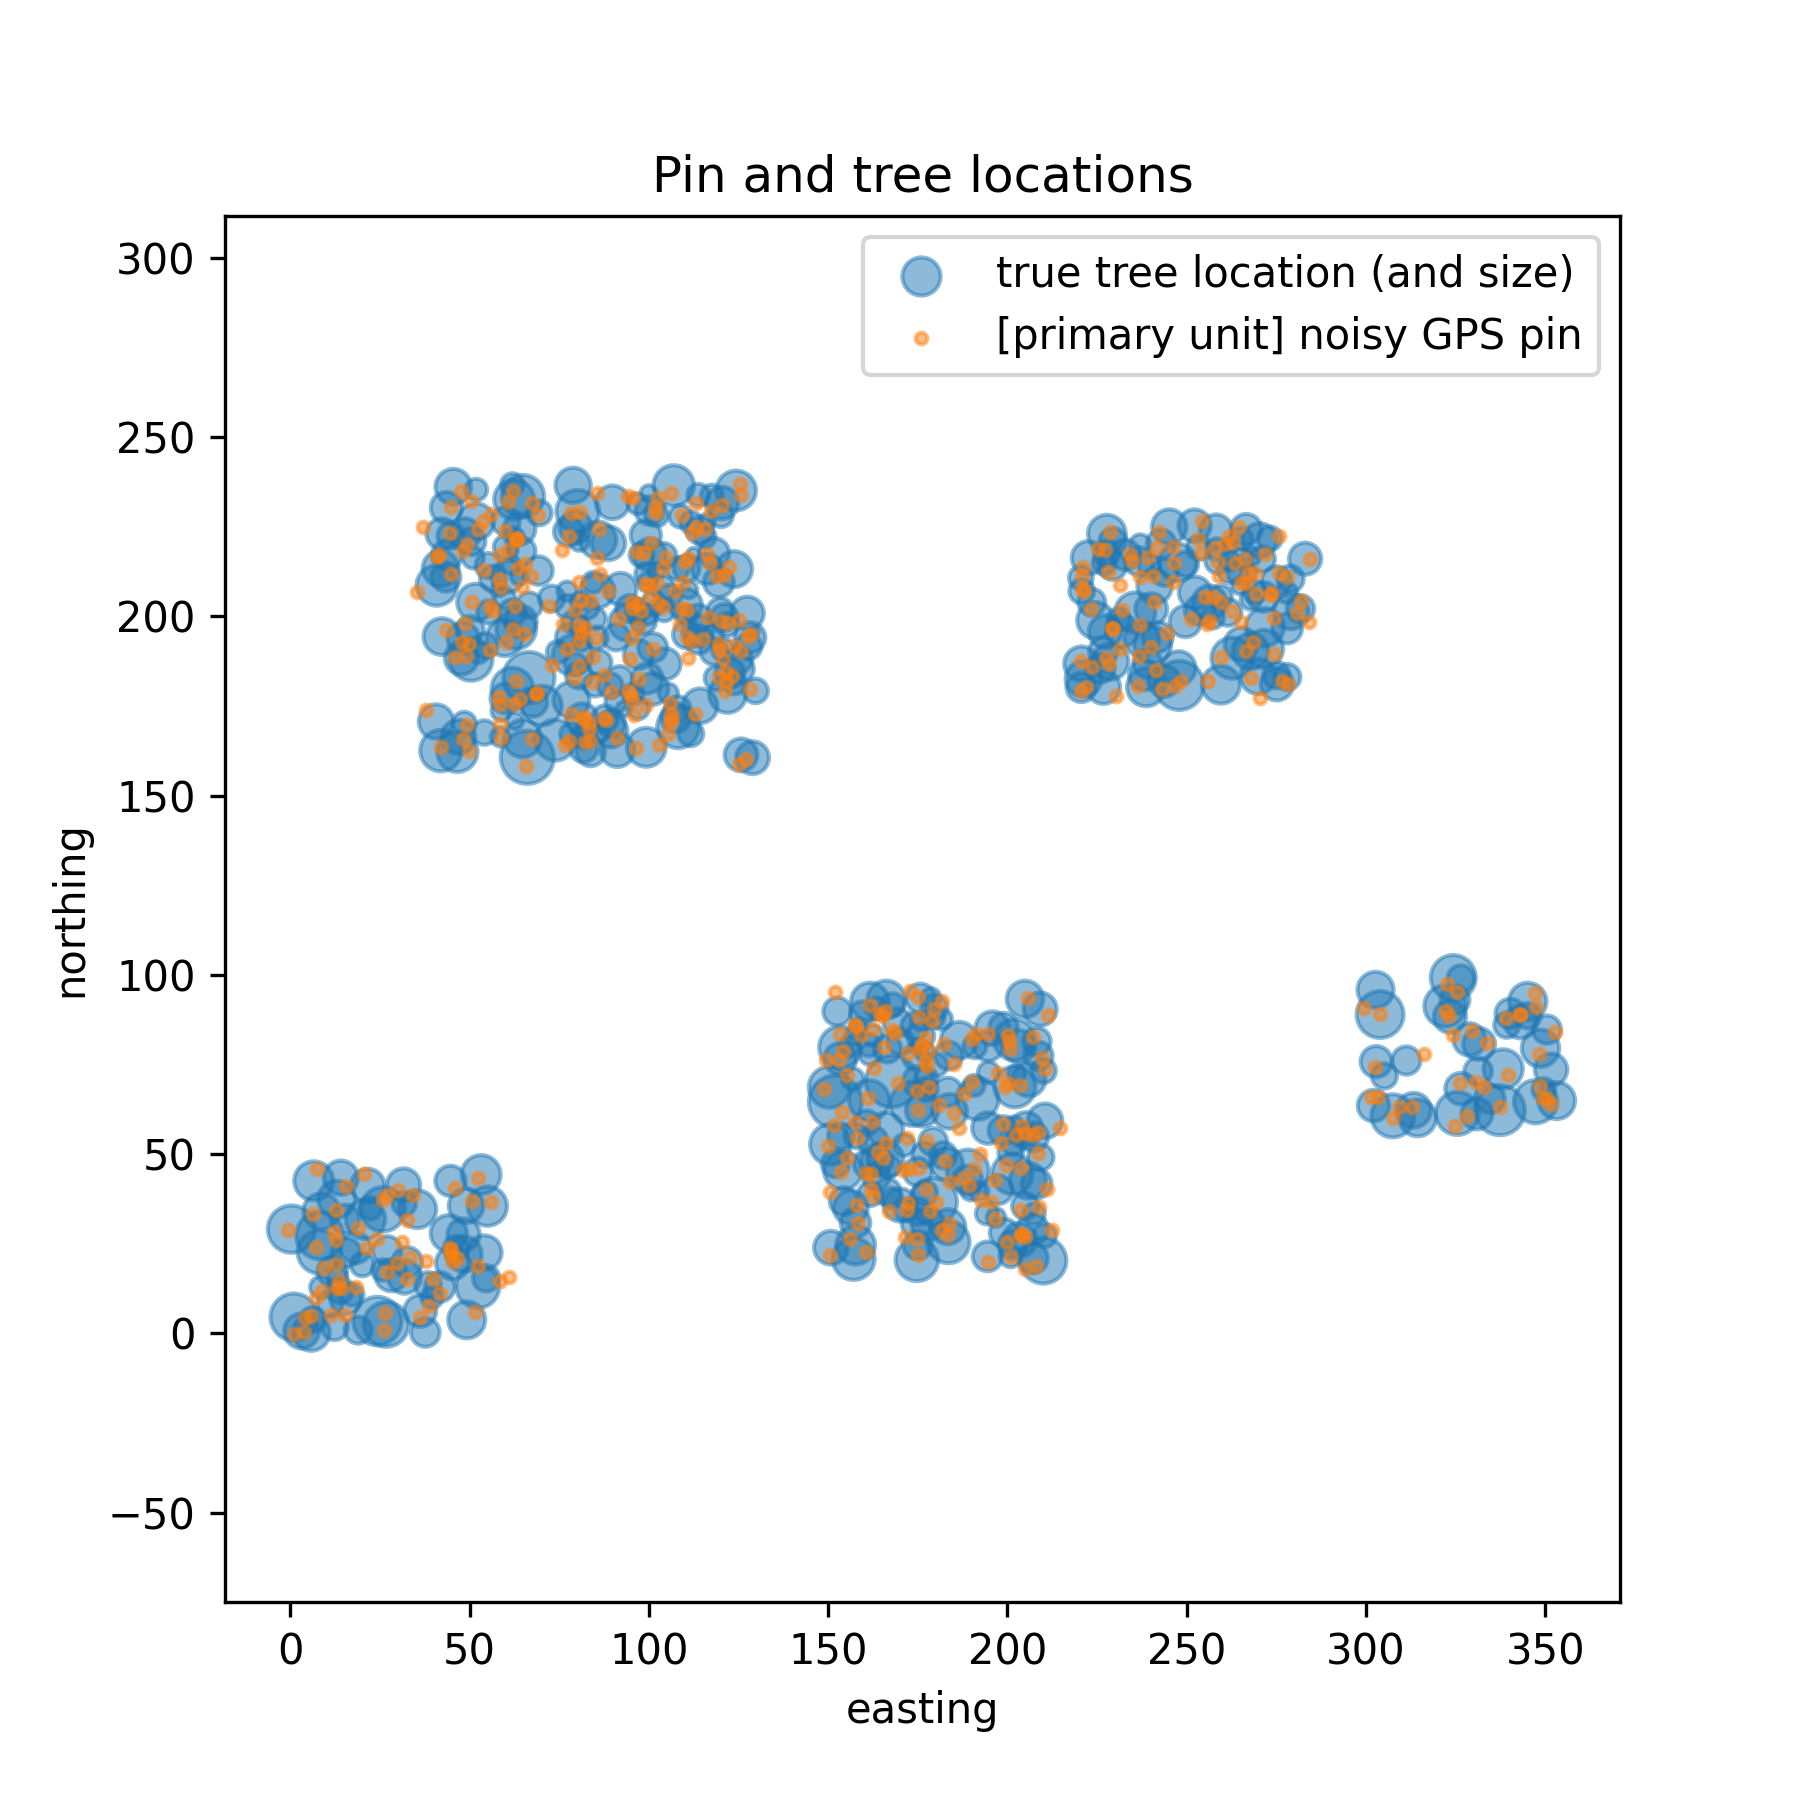 Pin and tree locations
true tree location (and size)
[primary unit] noisy GPS pin
300
250
200
150
100
50
0
−50
northing
0 50 100 150 200 250 300 350
easting